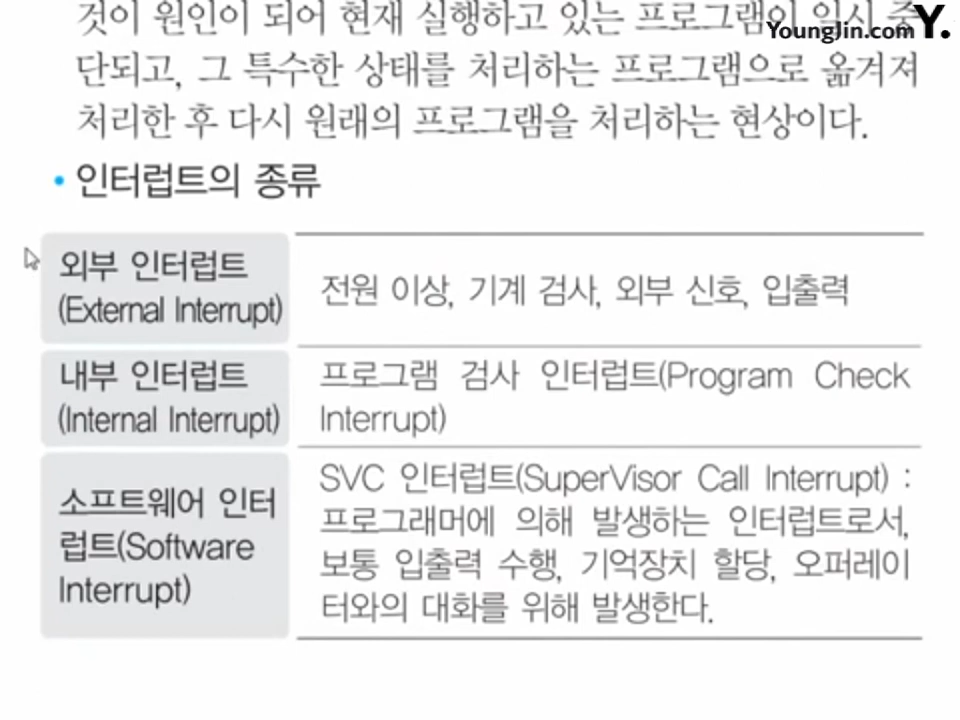 것이 원인이 되어 현재 실행하고 있는 프로그램이 일시 중
YoungJin.com Y.
단되고, 그 특수한 상태를 처리하는 프로그램으로 옮겨져
처리한 후 다시 원래의 프로그램을 처리하는 현상이다.
• 인터럽트의 종류
외부 인터럽트
(External Interrupt)
전원 이상, 기계 검사, 외부 신호, 입출력
내부 인터럽트
(Internal Interrupt)
프로그램 검사 인터럽트(Program Check
Interrupt)
소프트웨어 인터
럽트(Software
Interrupt)
SVC 인터럽트(SuperVisor Call Interrupt) :
프로그래머에 의해 발생하는 인터럽트로서,
보통 입출력 수행, 기억장치 할당, 오퍼레이
터와의 대화를 위해 발생한다.